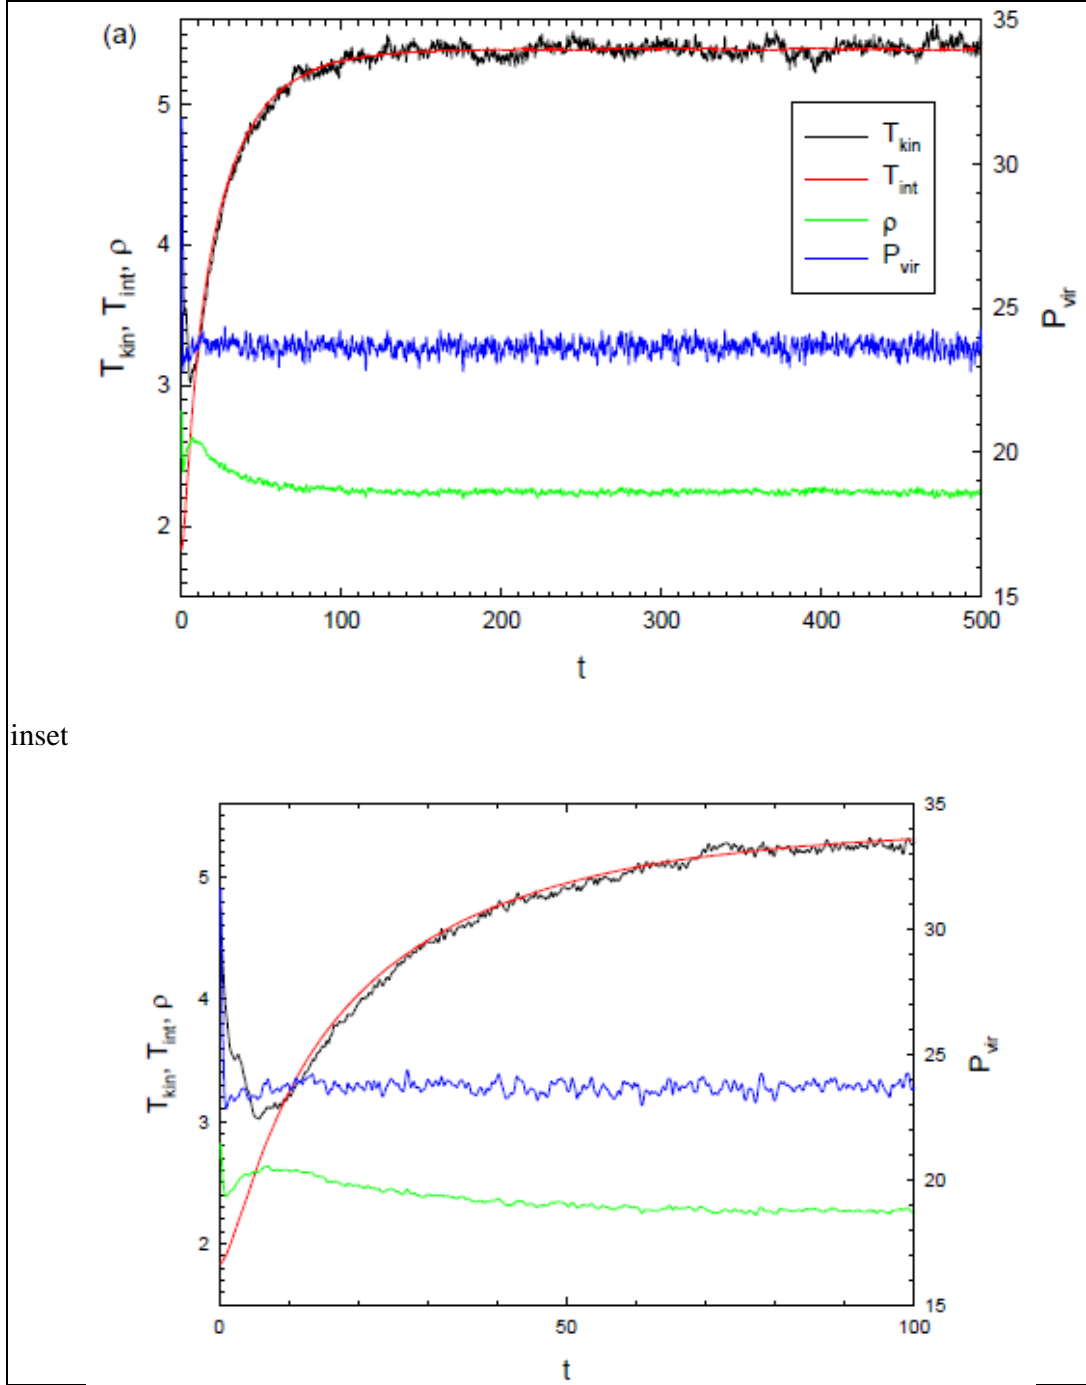 (a)
35
30
25
20
15
5
4
3
2
T_kin, T_int, ρ
P_vir
T_kin
T_int
ρ
P_vir
0 100 200 300 400 500
t
inset
35
30
25
20
15
5
4
3
2
T_kin, T_int, ρ
P_vir
0 50 100
t